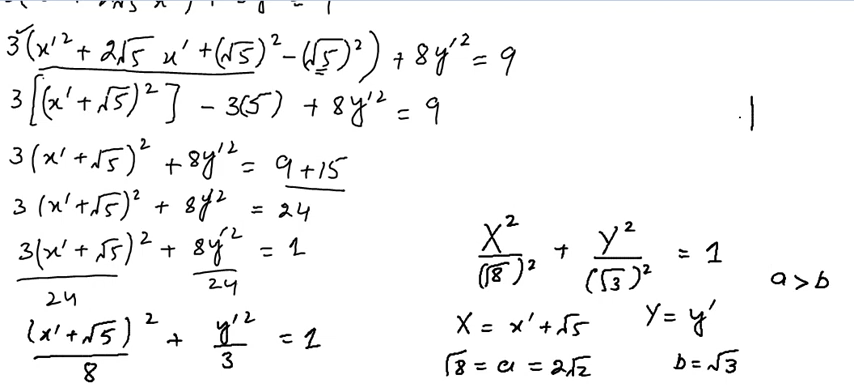 3(x'² + 2√5 x' + (√5)² - (√5)²) + 8y'² = 9
3[(x' + √5)²] - 3(5) + 8y'² = 9
3(x' + √5)² + 8y'² = 9 + 15
3(x' + √5)² + 8y² = 24
3(x' + √5)²/24 + 8y'²/24 = 1
(x' + √5)²/8 + y'²/3 = 1
X²/(√8)² + Y²/(√3)² = 1
a > b
X = x' + √5 Y = y'
√8 = a = 2√2 b = √3